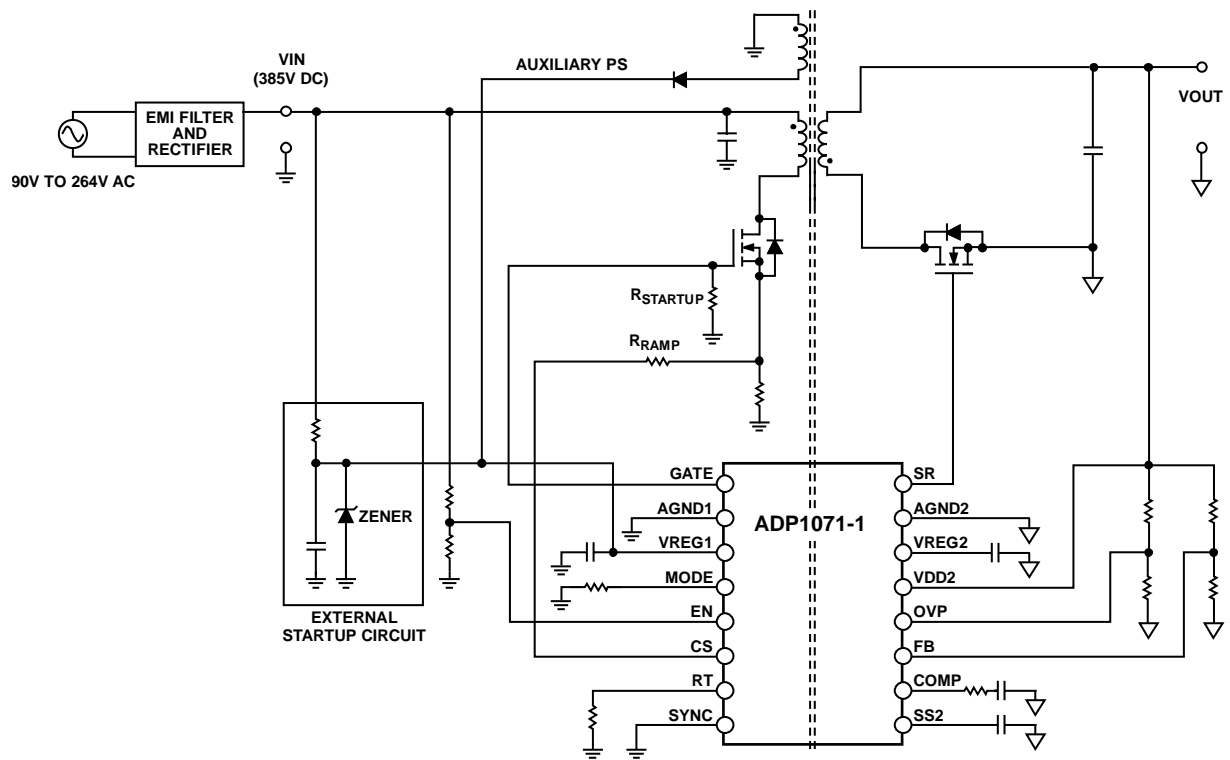 VIN
(385V DC)
AUXILIARY PS
EMI FILTER
AND
RECTIFIER
90V TO 264V AC
VOUT
RSTARTUP
RRAMP
ZENER
EXTERNAL
STARTUP CIRCUIT
ADP1071-1
GATE
AGND1
VREG1
MODE
EN
CS
RT
SYNC
SR
AGND2
VREG2
VDD2
OVP
FB
COMP
SS2